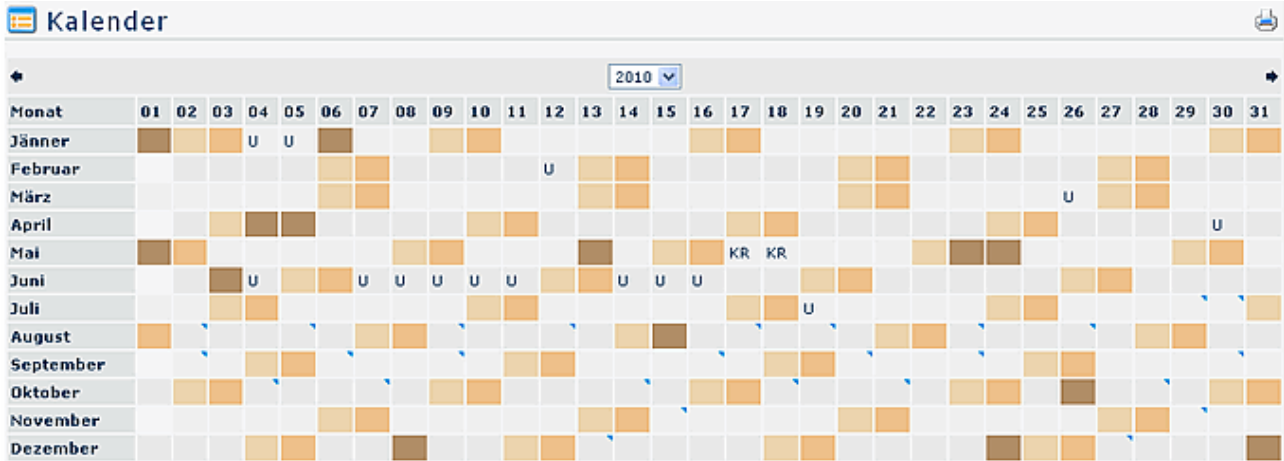 Kalender
2010
Monat 01 02 03 04 05 06 07 08 09 10 11 12 13 14 15 16 17 18 19 20 21 22 23 24 25 26 27 28 29 30 31
Jänner U U
Februar U
März U
April U
Mai KR KR
Juni U U U U U U U U U
Juli U
August
September
Oktober
November
Dezember